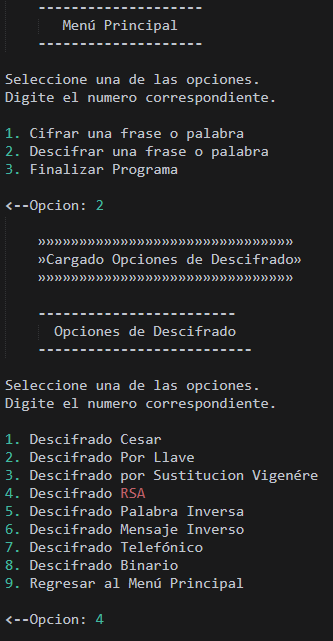 --------------------
Menú Principal
--------------------
Seleccione una de las opciones.
Digite el numero correspondiente.
1. Cifrar una frase o palabra
2. Descifrar una frase o palabra
3. Finalizar Programa
<--Opcion: 2
»»»»»»»»»»»»»»»»»»»»»»»»»»»»»»»
»Cargado Opciones de Descifrado»
»»»»»»»»»»»»»»»»»»»»»»»»»»»»»»»
------------------------
Opciones de Descifrado
--------------------------
Seleccione una de las opciones.
Digite el numero correspondiente.
1. Descifrado Cesar
2. Descifrado Por Llave
3. Descifrado por Sustitucion Vigenére
4. Descifrado RSA
5. Descifrado Palabra Inversa
6. Descifrado Mensaje Inverso
7. Descifrado Telefónico
8. Descifrado Binario
9. Regresar al Menú Principal
<--Opcion: 4